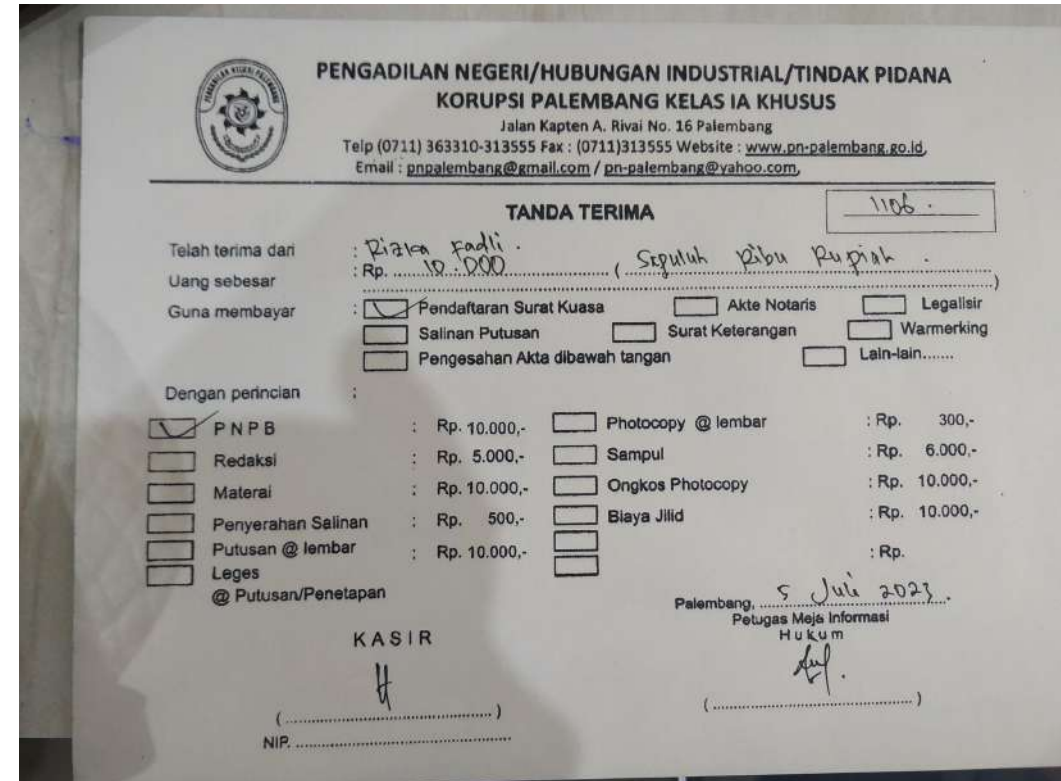 PENGADILAN NEGERI PALEMBANG
PENGADILAN NEGERI/HUBUNGAN INDUSTRIAL/TINDAK PIDANA
KORUPSI PALEMBANG KELAS IA KHUSUS
Jalan Kapten A. Rivai No. 16 Palembang
Telp (0711) 363310-313555 Fax : (0711)313555 Website : www.pn-palembang.go.id,
Email : pnpalembang@gmail.com / pn-palembang@yahoo.com,
TANDA TERIMA
1106.
Telah terima dari : Rizka Fadli.
Uang sebesar : Rp. 10.000 ( Sepuluh Ribu Rupiah . )
Guna membayar : Pendaftaran Surat Kuasa Akte Notaris Legalisir
Salinan Putusan Surat Keterangan Warmerking
Pengesahan Akta dibawah tangan Lain-lain.......
Dengan perincian :
P N P B : Rp. 10.000,- Photocopy @ lembar : Rp. 300,-
Redaksi : Rp. 5.000,- Sampul : Rp. 6.000,-
Materai : Rp. 10.000,- Ongkos Photocopy : Rp. 10.000,-
Penyerahan Salinan : Rp. 500,- Biaya Jilid : Rp. 10.000,-
Putusan @ lembar : Rp. 10.000,- : Rp.
Leges
@ Putusan/Penetapan
Palembang, 5 Juli 2023.
Petugas Meja Informasi
Hukum
KASIR
(..............................)
(..............................)
NIP. ..............................